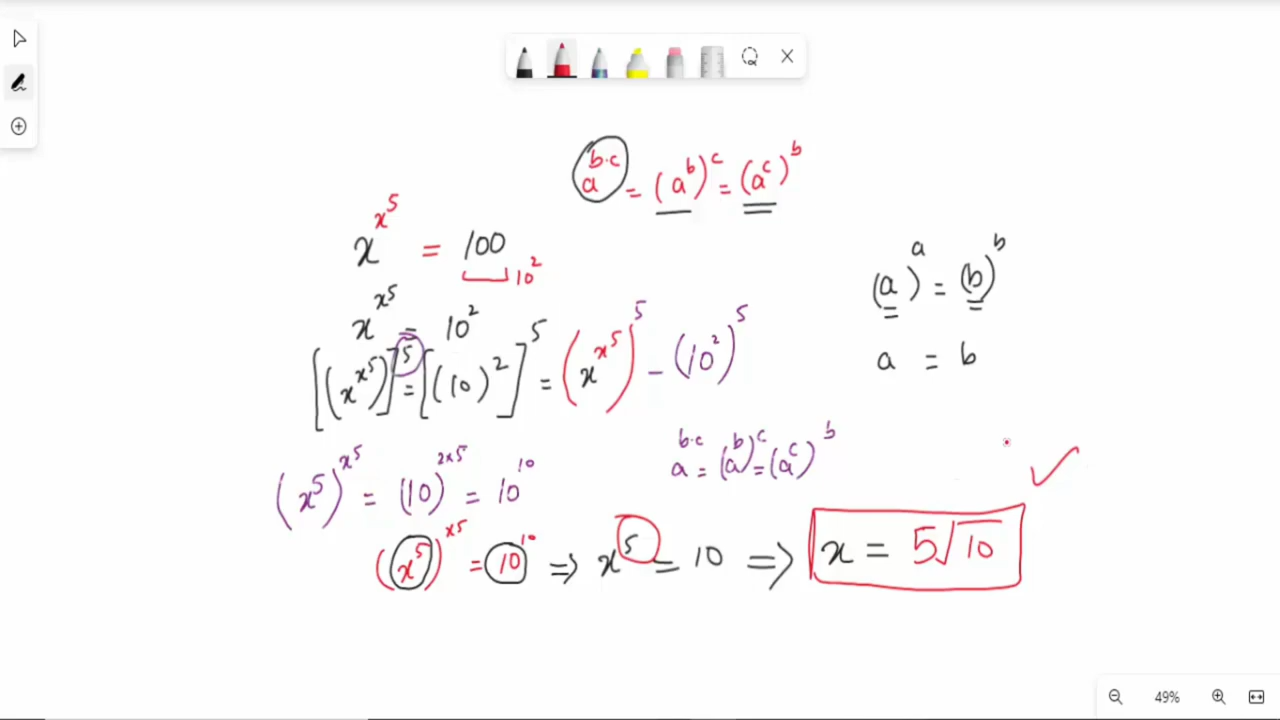 a^{b·c} = (a^b)^c = (a^c)^b
x^{x^5} = 100
10^2
x^{x^5} = 10^2
(a)^a = (b)^b
[(x^{x^5})]^5 = [(10)^2]^5 = (x^{x^5})^5 – (10^2)^5
a = b
a^{b·c} = (a^b)^c = (a^c)^b
(x^5)^{x^5} = (10)^{2×5} = 10^{10}
(x^5)^{x5} = 10^{10} ⇒ x^5 = 10 ⇒ x = 5√10
49%